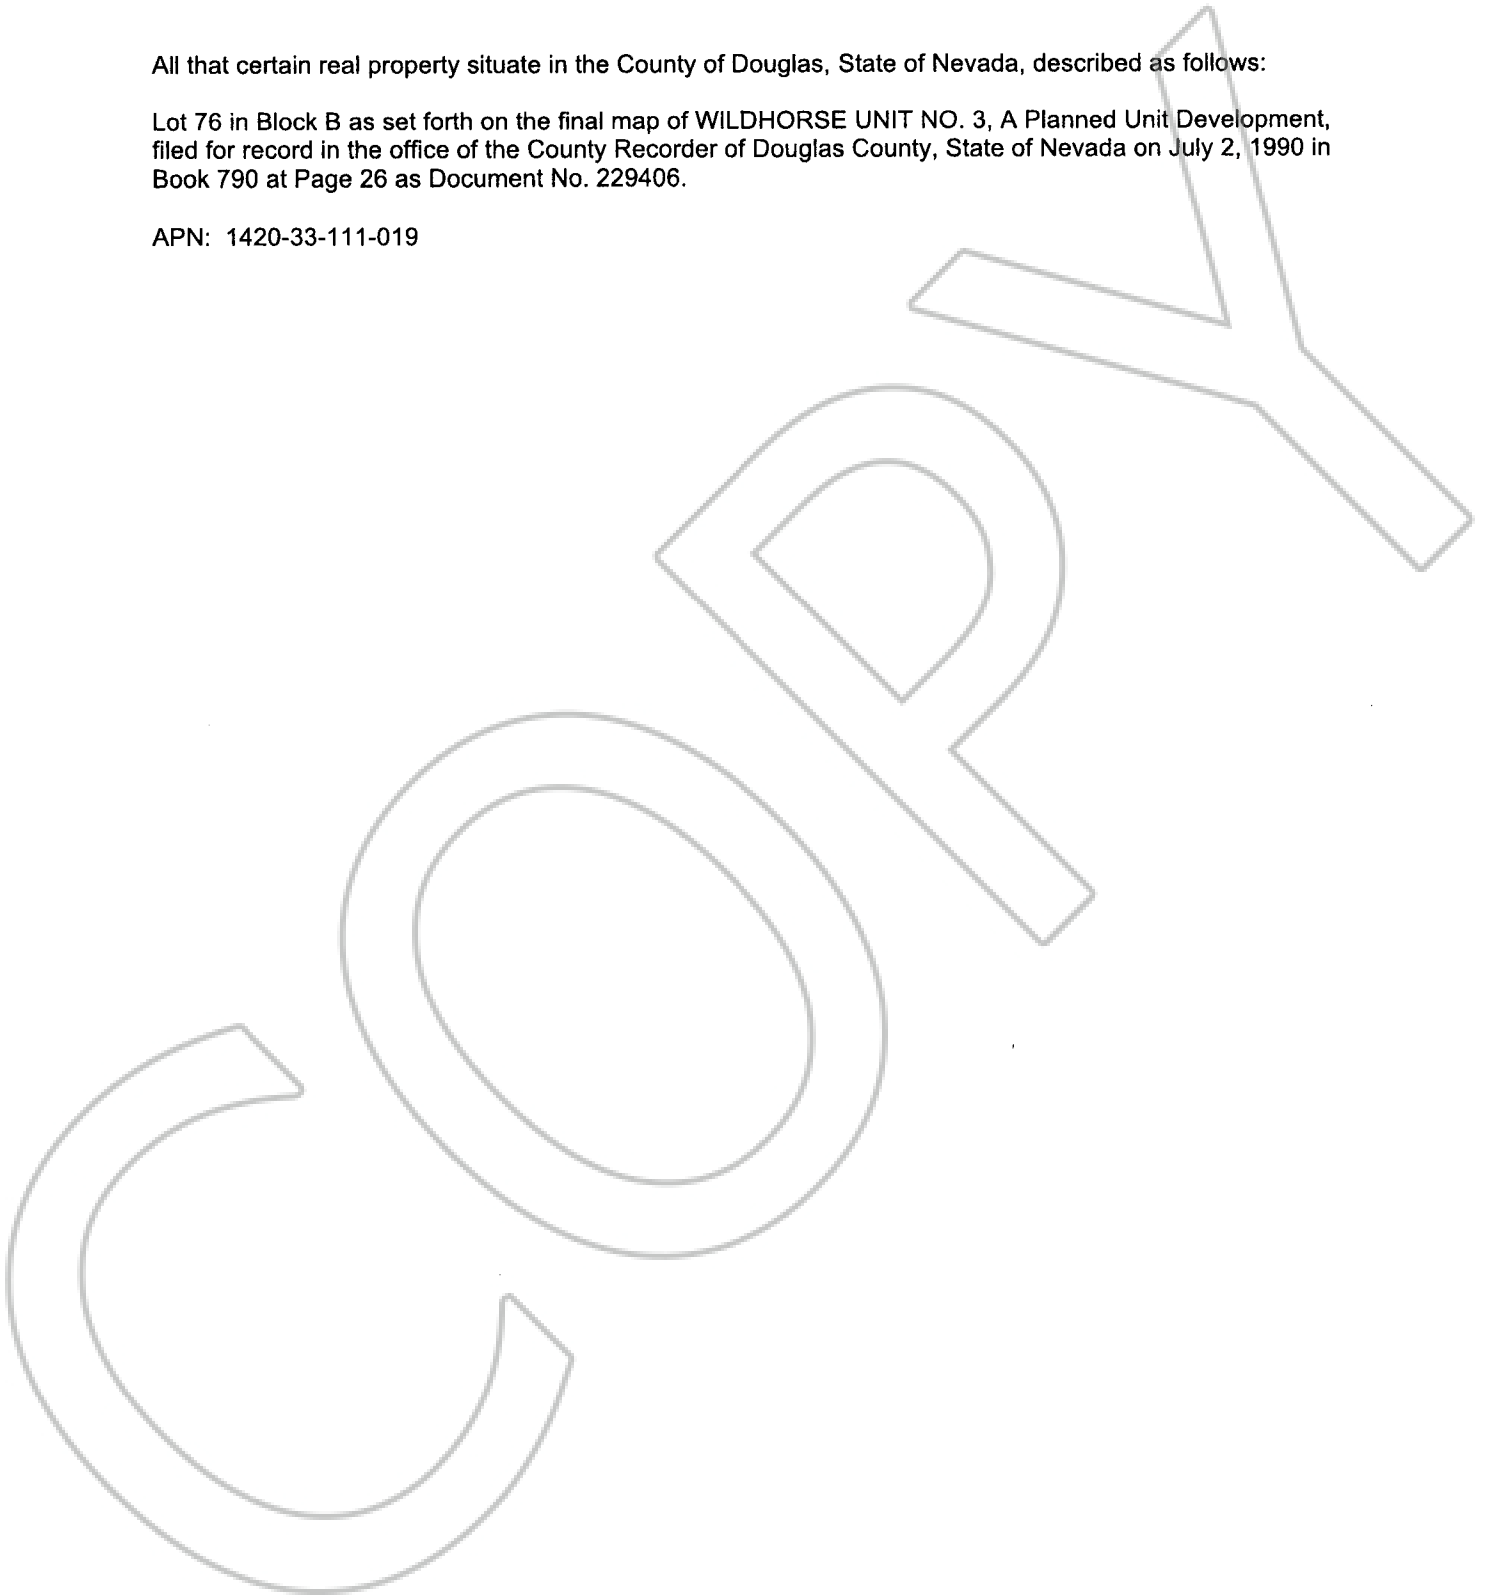 All that certain real property situate in the County of Douglas, State of Nevada, described as follows:
Lot 76 in Block B as set forth on the final map of WILDHORSE UNIT NO. 3, A Planned Unit Development,
filed for record in the office of the County Recorder of Douglas County, State of Nevada on July 2, 1990 in
Book 790 at Page 26 as Document No. 229406.
APN: 1420-33-111-019
COPY